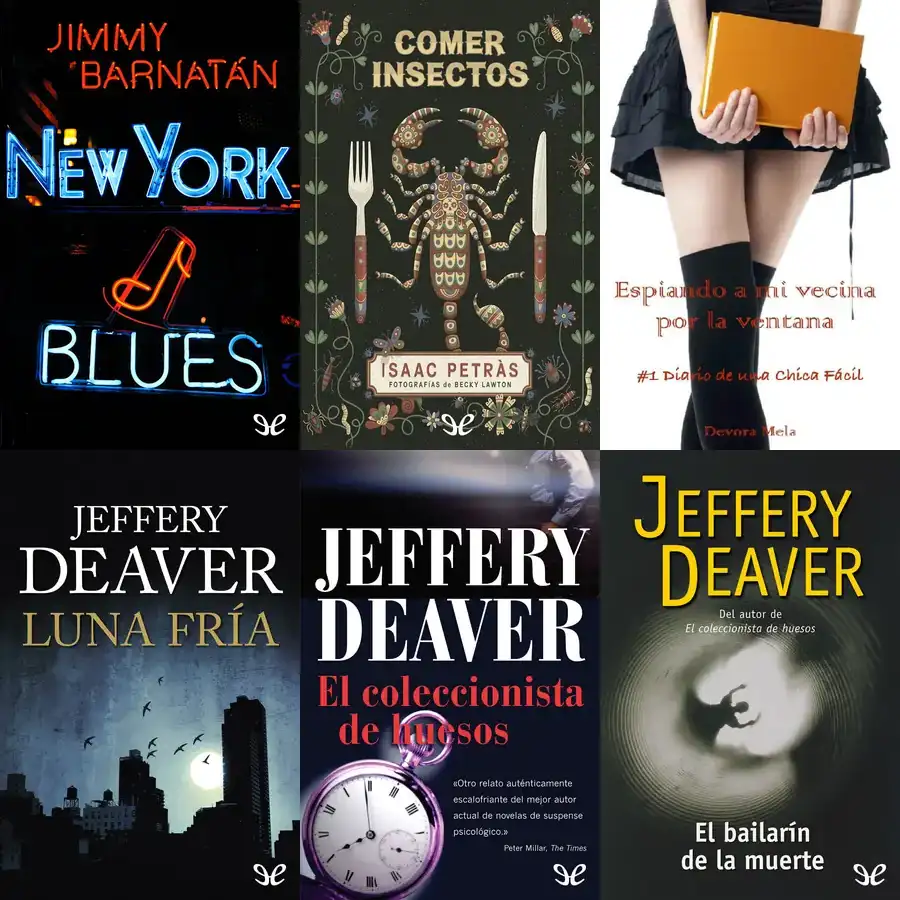 JIMMY
BARNATÁN
NEW YORK
BLUES
COMER
INSECTOS
ISAAC PETRÀS
FOTOGRAFÍAS de BECKY LAWTON
Espiando a mi vecina
por la ventana
#1 Diario de una Chica Fácil
Devora Mela
JEFFERY
DEAVER
LUNA FRÍA
JEFFERY
DEAVER
El coleccionista
de huesos
«Otro relato auténticamente
escalofriante del mejor autor
actual de novelas de suspense
psicológico.»
Peter Millar, The Times
JEFFERY
DEAVER
Del autor de
El coleccionista de huesos
El bailarín
de la muerte